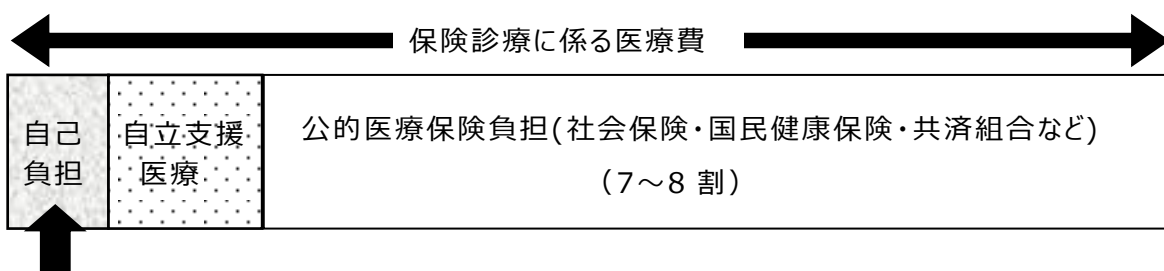 保険診療に係る医療費
自己
負担
自立支援
医療
公的医療保険負担(社会保険・国民健康保険・共済組合など)
（7～8 割）